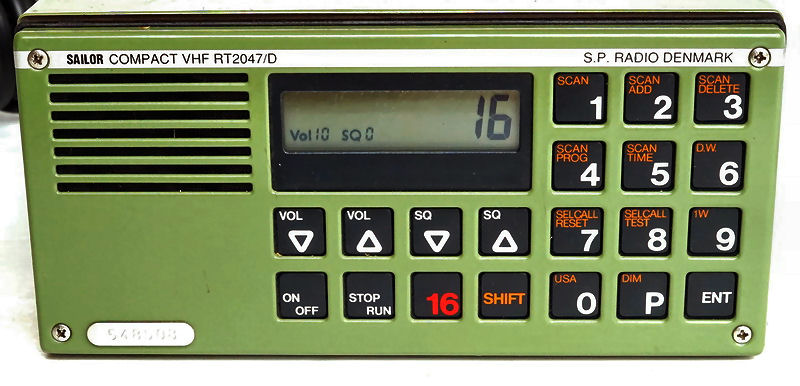 SAILOR COMPACT VHF RT2047/D
S.P. RADIO DENMARK
16
Vol 10 SQ 0
SCAN
1
SCAN
ADD
2
SCAN
DELETE
3
SCAN
PROG
4
SCAN
TIME
5
D.W.
6
VOL
VOL
SQ
SQ
SELCALL
RESET
7
SELCALL
TEST
8
1W
9
ON
OFF
STOP
RUN
16
SHIFT
USA
0
DIM
P
ENT